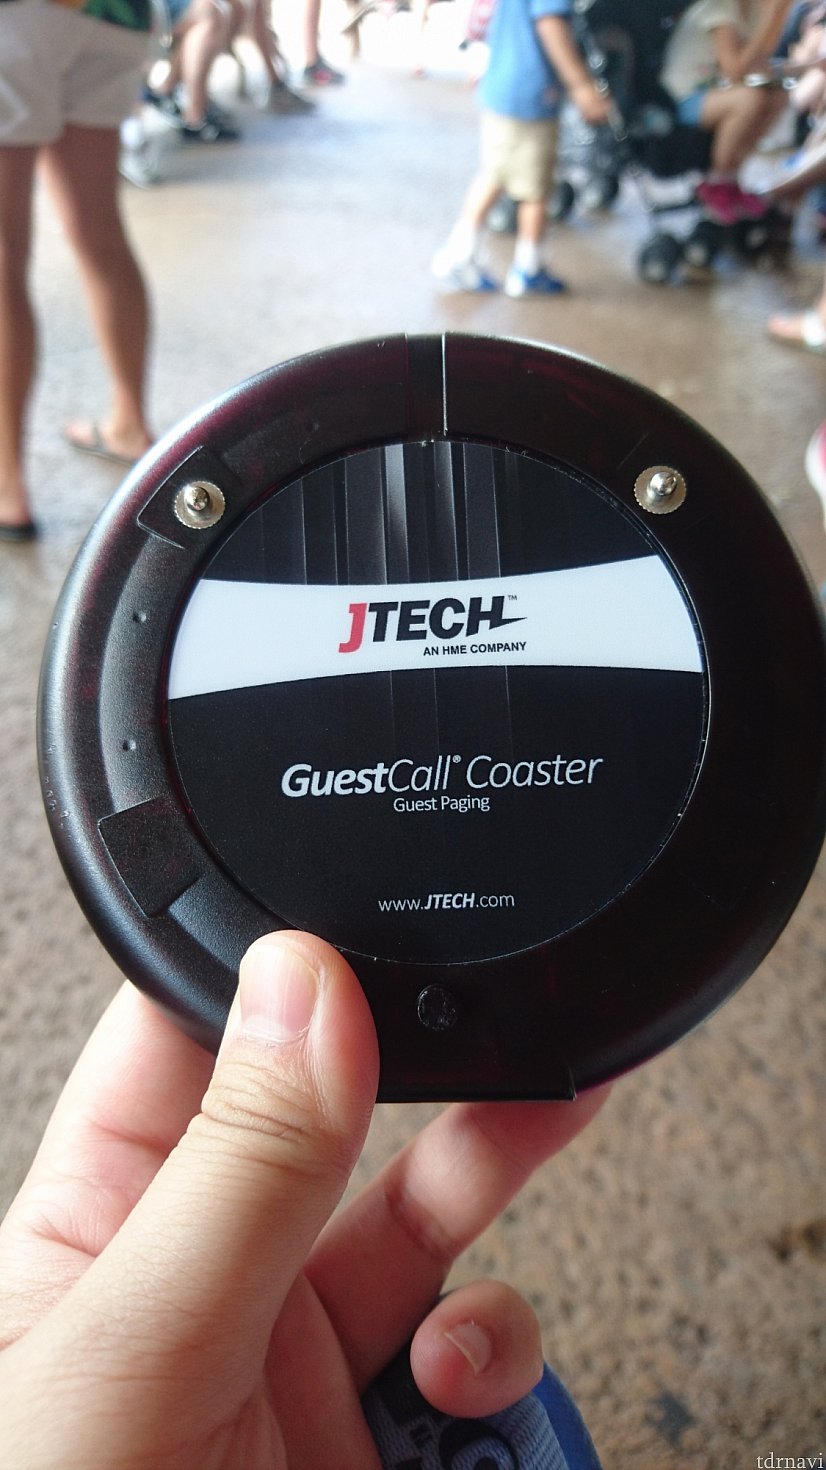 JTECH™
AN HME COMPANY
GuestCall® Coaster
Guest Paging
www.JTECH.com
tdrnavi